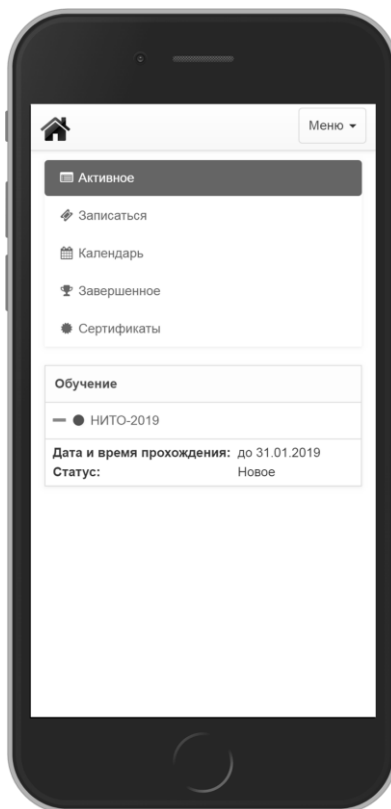 Меню
Активное
Записаться
Календарь
Завершенное
Сертификаты
Обучение
НИТО-2019
Дата и время прохождения: до 31.01.2019
Статус: Новое